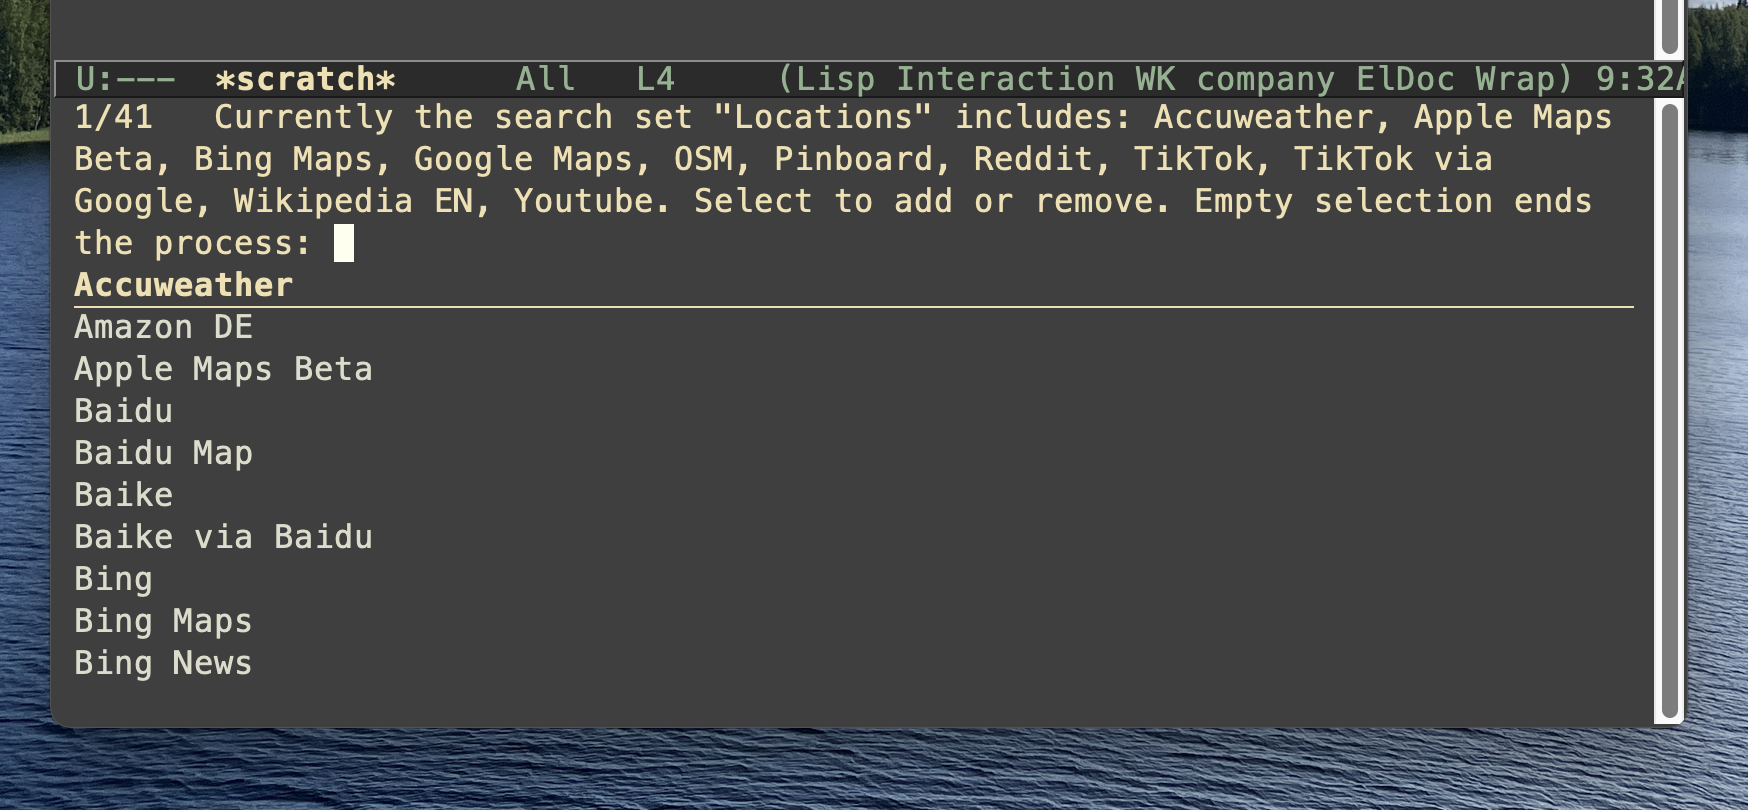 U:--- *scratch* All L4 (Lisp Interaction WK company ElDoc Wrap) 9:32A
1/41 Currently the search set "Locations" includes: Accuweather, Apple Maps
Beta, Bing Maps, Google Maps, OSM, Pinboard, Reddit, TikTok, TikTok via
Google, Wikipedia EN, Youtube. Select to add or remove. Empty selection ends
the process:
Accuweather
Amazon DE
Apple Maps Beta
Baidu
Baidu Map
Baike
Baike via Baidu
Bing
Bing Maps
Bing News